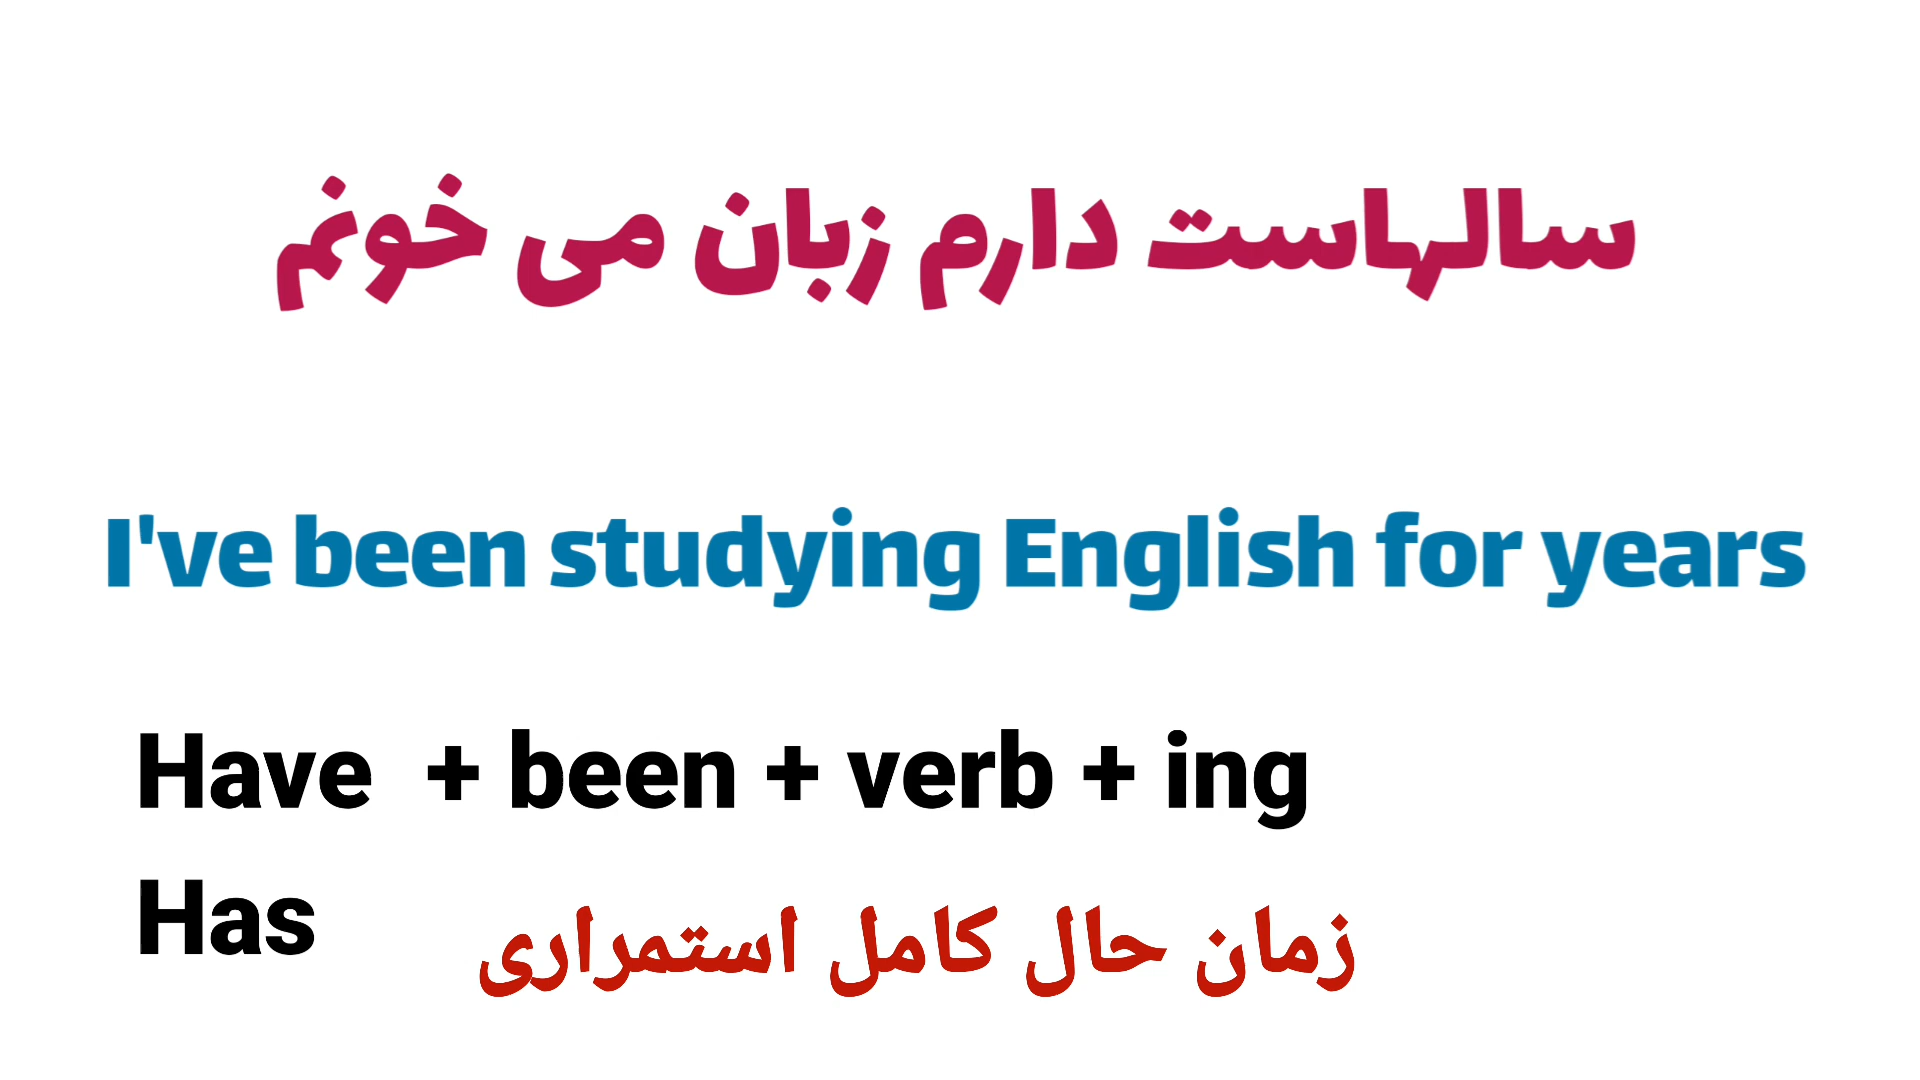 سالهاست دارم زبان می خونم
I've been studying English for years
Have + been + verb + ing
Has
زمان حال کامل استمراری